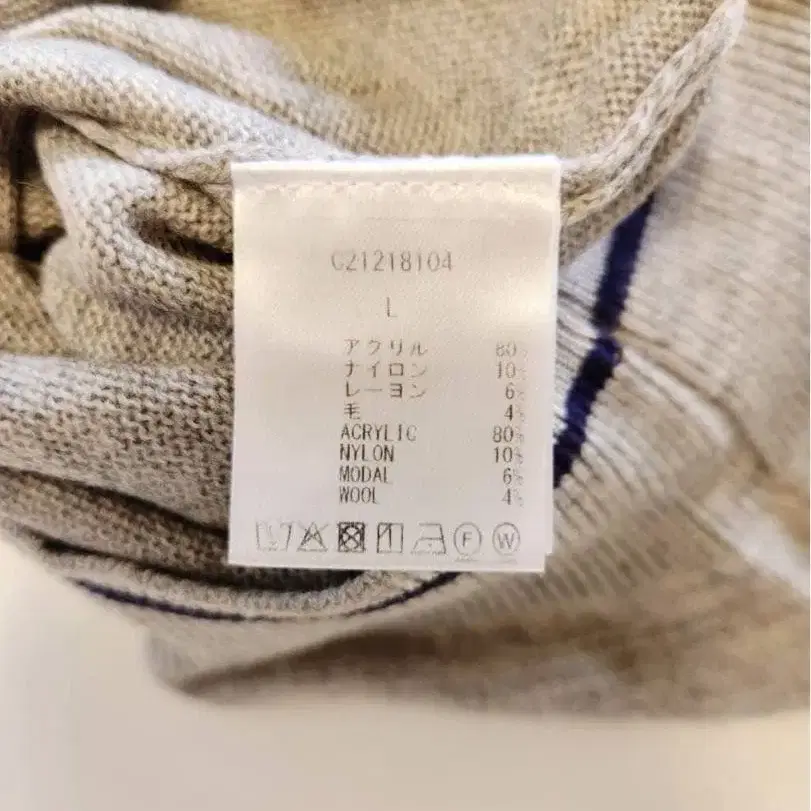 C21218104
L
アクリル 80%
ナイロン 10%
レーヨン 6%
毛 4%
ACRYLIC 80%
NYLON 10%
MODAL 6%
WOOL 4%
F W